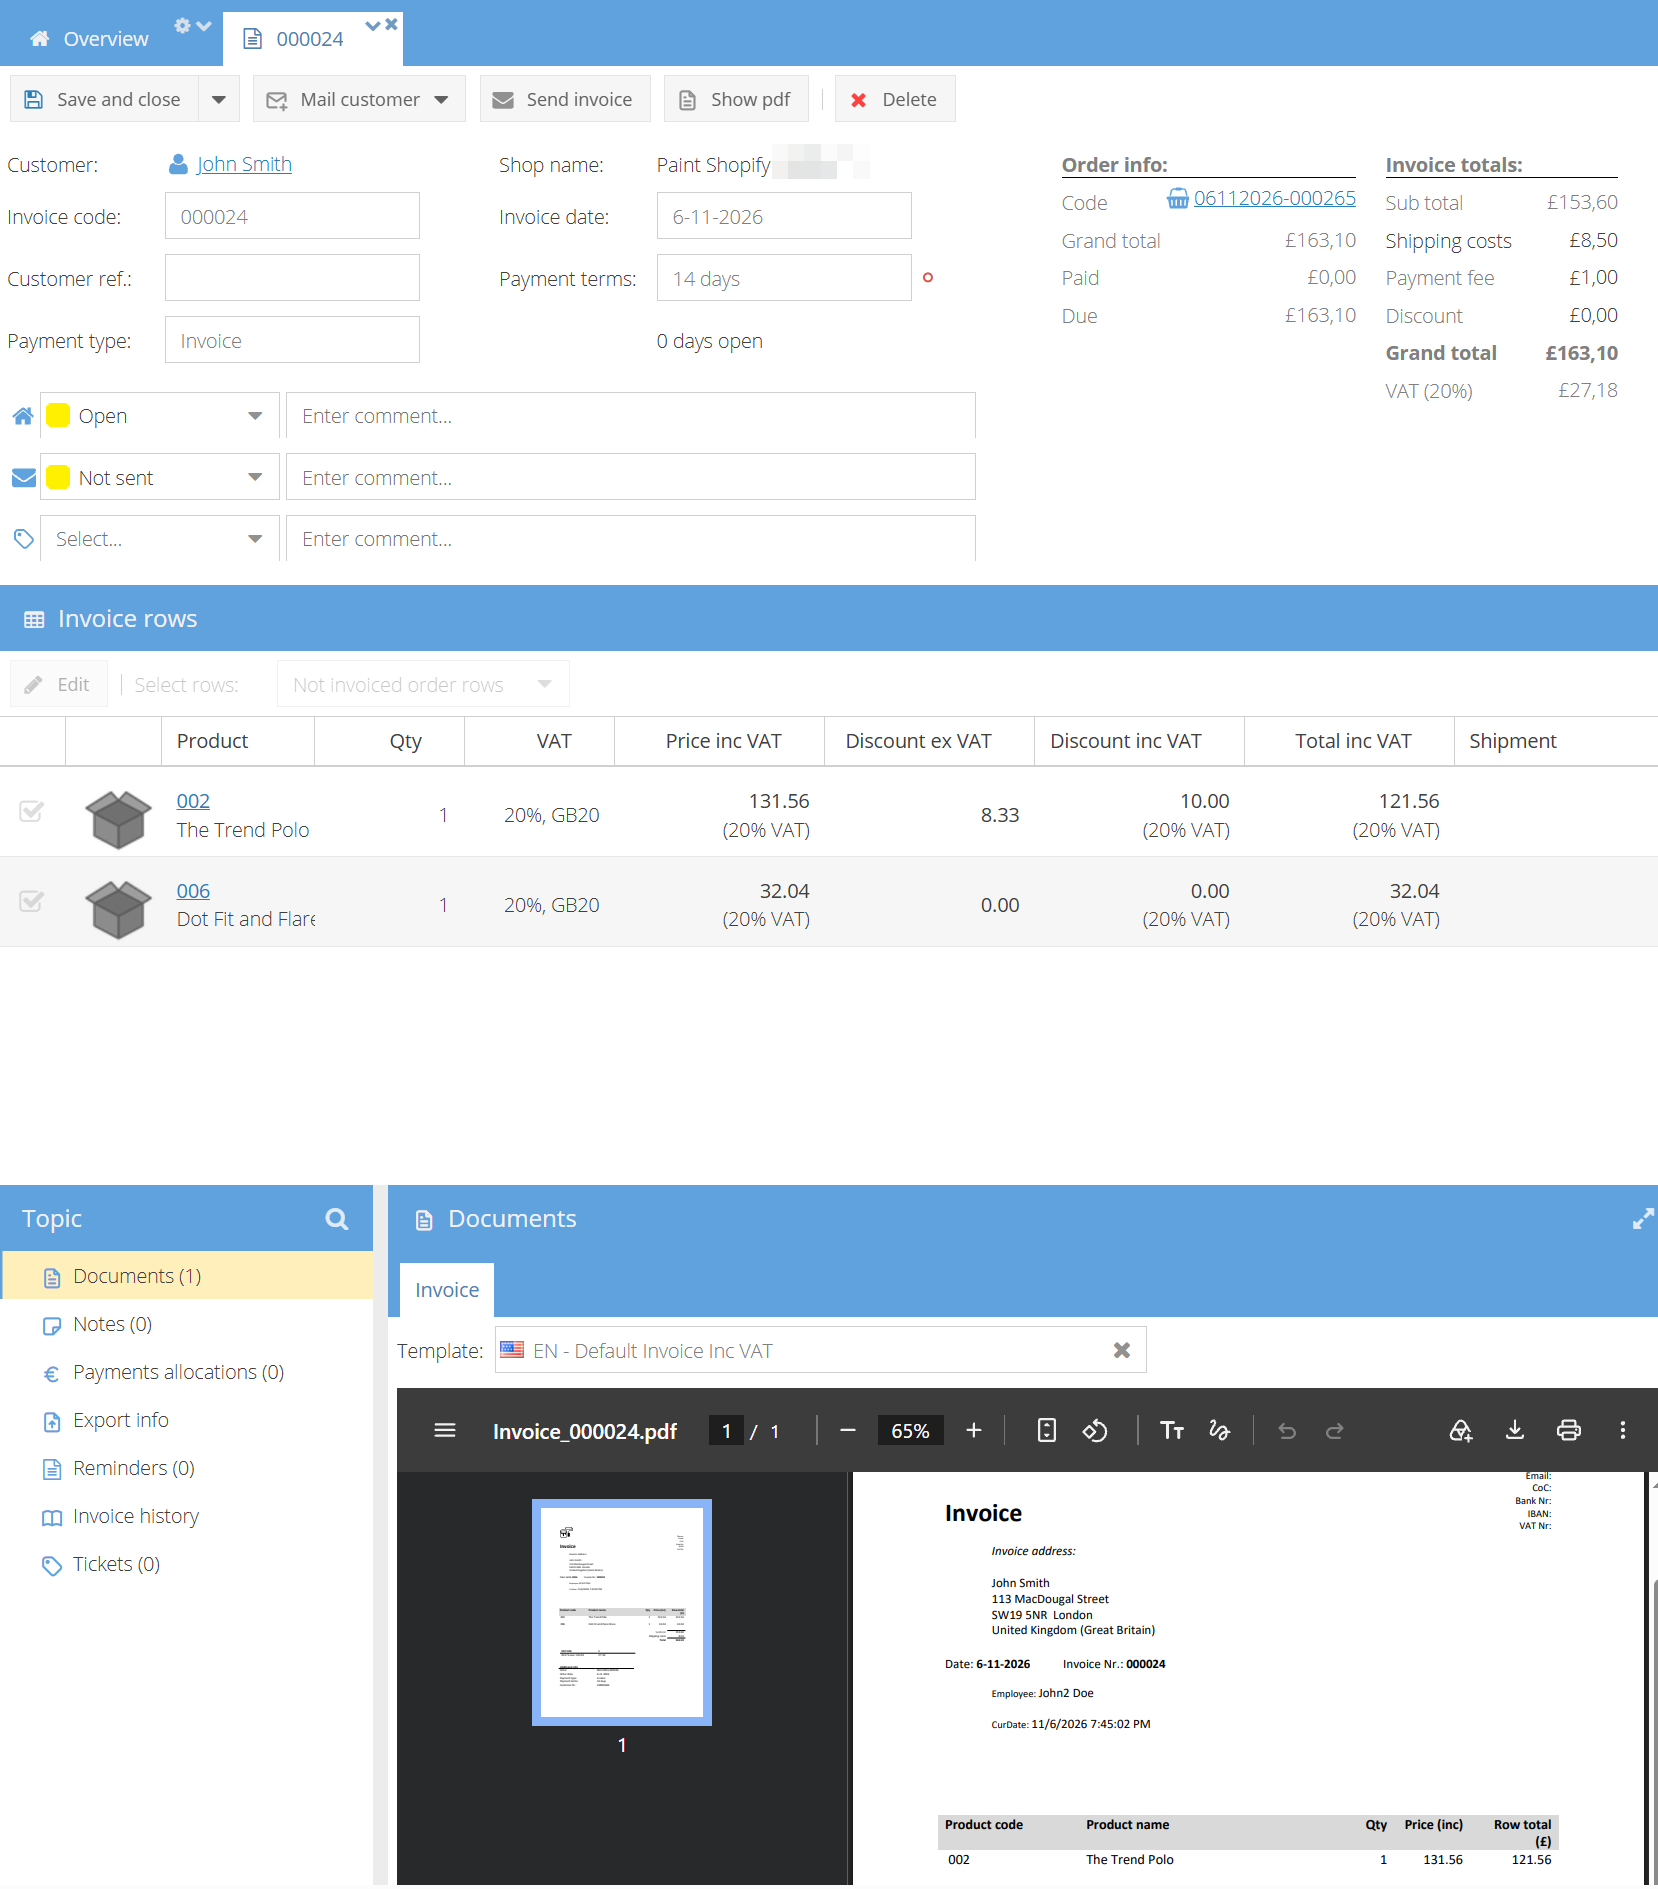 Overview
000024
Save and close
Mail customer
Send invoice
Show pdf
Delete
Customer: John Smith
Shop name: Paint Shopify
Invoice code: 000024
Invoice date: 6-11-2026
Customer ref.:
Payment terms: 14 days
Payment type: Invoice
0 days open
Order info:
Code 06112026-000265
Grand total £163,10
Paid £0,00
Due £163,10
Invoice totals:
Sub total £153,60
Shipping costs £8,50
Payment fee £1,00
Discount £0,00
Grand total £163,10
VAT (20%) £27,18
Open Enter comment...
Not sent Enter comment...
Select... Enter comment...
Invoice rows
Edit Select rows: Not invoiced order rows
Product Qty VAT Price inc VAT Discount ex VAT Discount inc VAT Total inc VAT Shipment
002 The Trend Polo 1 20%, GB20 131.56 (20% VAT) 8.33 10.00 (20% VAT) 121.56 (20% VAT)
006 Dot Fit and Flare 1 20%, GB20 32.04 (20% VAT) 0.00 0.00 (20% VAT) 32.04 (20% VAT)
Topic
Documents (1)
Notes (0)
Payments allocations (0)
Export info
Reminders (0)
Invoice history
Tickets (0)
Documents
Invoice
Template: EN - Default Invoice Inc VAT
Invoice_000024.pdf 1 / 1 65%
1
Email:
CoC:
Bank Nr:
IBAN:
VAT Nr:
Invoice
Invoice address:
John Smith
113 MacDougal Street
SW19 5NR London
United Kingdom (Great Britain)
Date: 6-11-2026 Invoice Nr.: 000024
Employee: John2 Doe
CurDate: 11/6/2026 7:45:02 PM
Product code Product name Qty Price (inc) Row total (£)
002 The Trend Polo 1 131.56 121.56